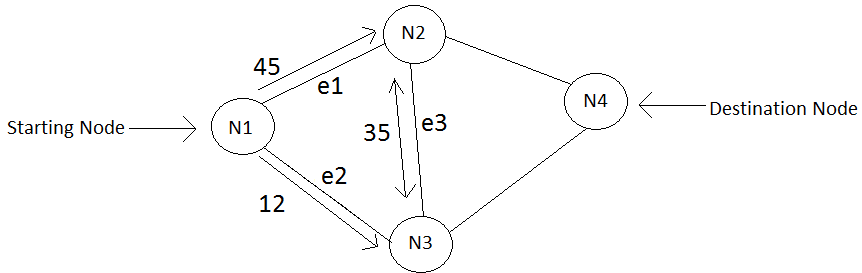 N2
45
e1
N4
Destination Node
Starting Node
N1
35
e3
e2
12
N3